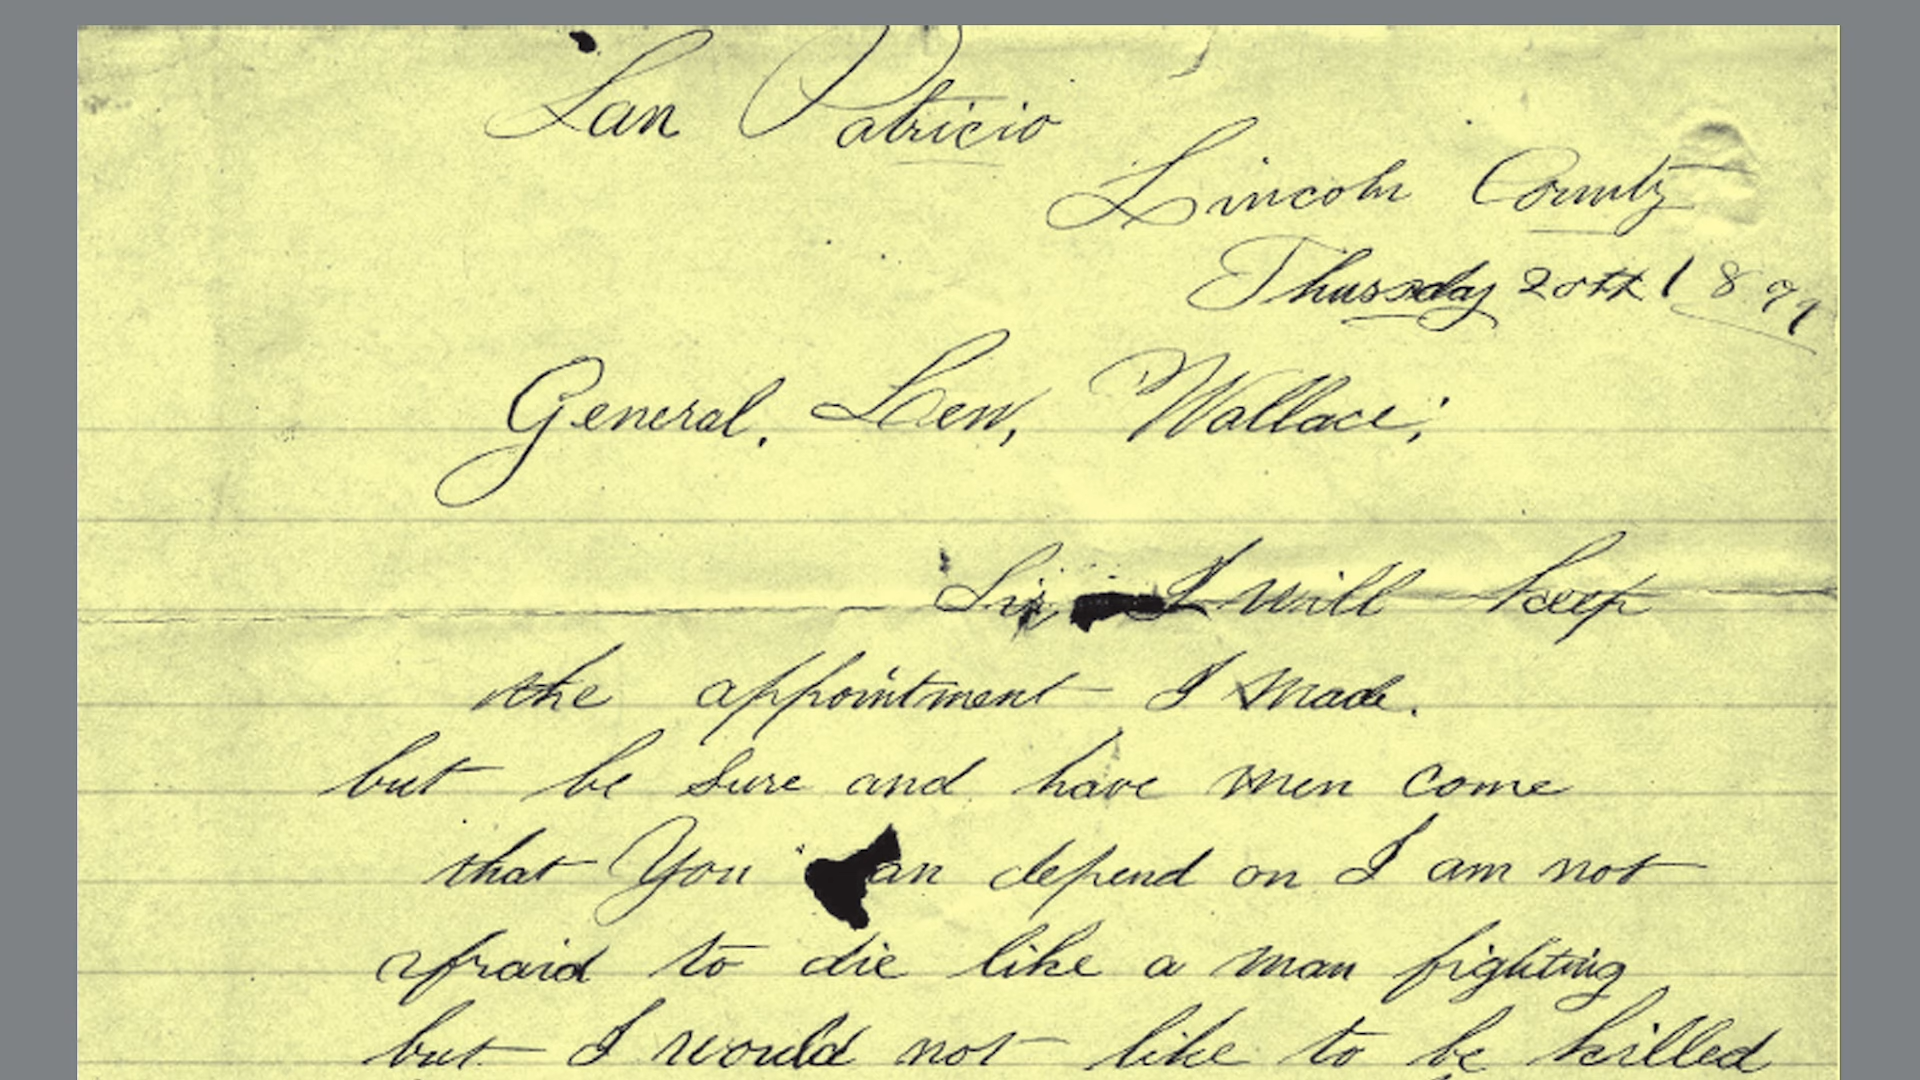 San Patricio
Lincoln County
Thursday 20th 1879
General. Lew, Wallace;
Sir, I will keep
the appointment I made.
but be sure and have men come
that You can depend on I am not
afraid to die like a man fighting
but I would not like to be killed